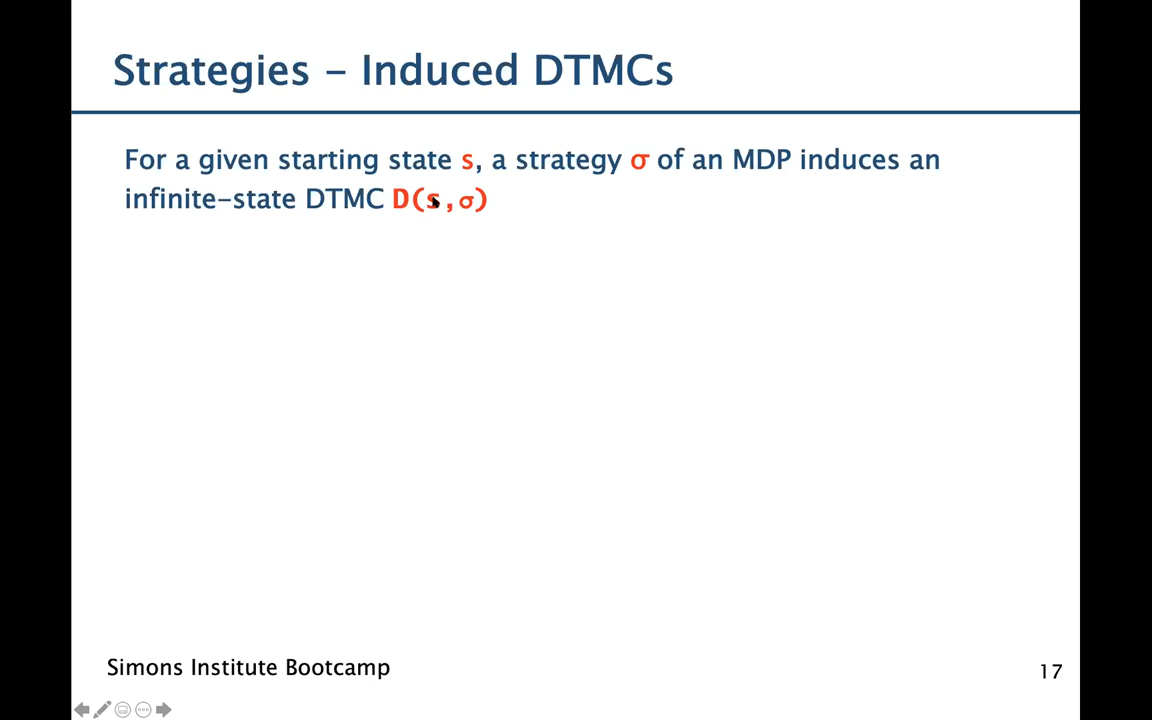 Strategies – Induced DTMCs
For a given starting state s, a strategy σ of an MDP induces an
infinite-state DTMC D(s,σ)
Simons Institute Bootcamp
17